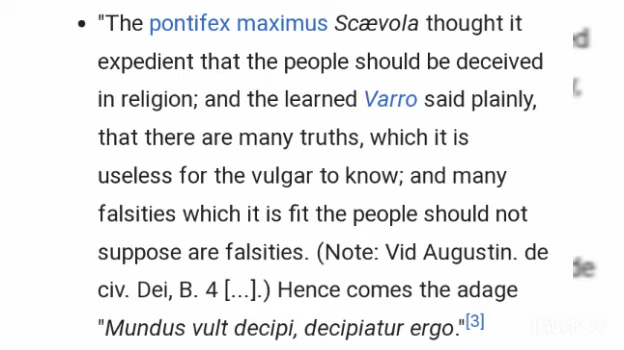 • "The pontifex maximus Scævola thought it
expedient that the people should be deceived
in religion; and the learned Varro said plainly,
that there are many truths, which it is
useless for the vulgar to know; and many
falsities which it is fit the people should not
suppose are falsities. (Note: Vid Augustin. de
civ. Dei, B. 4 [...].) Hence comes the adage
"Mundus vult decipi, decipiatur ergo."[3]